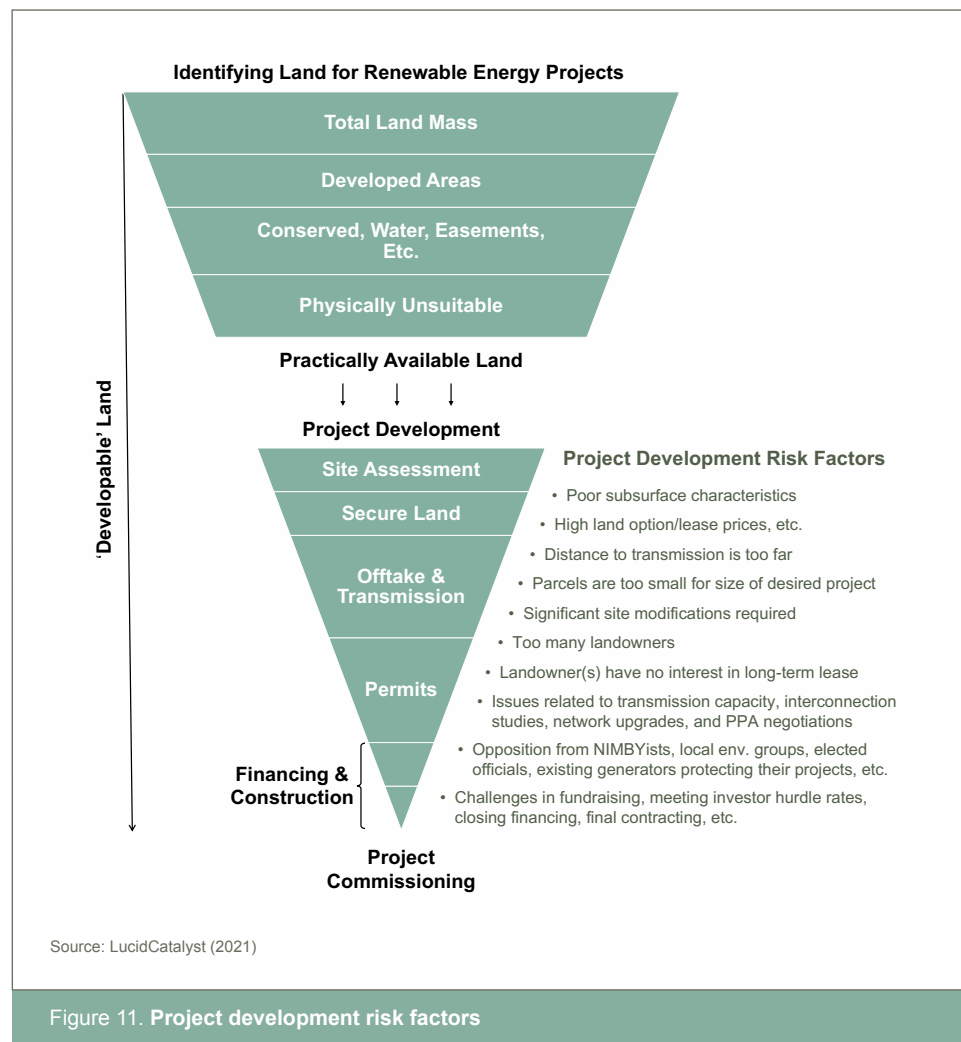 Identifying Land for Renewable Energy Projects
Total Land Mass
Developed Areas
Conserved, Water, Easements,
Etc.
Physically Unsuitable
Practically Available Land
'Developable' Land
Project Development
Site Assessment
Secure Land
Offtake &
Transmission
Permits
Financing &
Construction
Project
Commissioning
Project Development Risk Factors
• Poor subsurface characteristics
• High land option/lease prices, etc.
• Distance to transmission is too far
• Parcels are too small for size of desired project
• Significant site modifications required
• Too many landowners
• Landowner(s) have no interest in long-term lease
• Issues related to transmission capacity, interconnection
studies, network upgrades, and PPA negotiations
• Opposition from NIMBYists, local env. groups, elected
officials, existing generators protecting their projects, etc.
• Challenges in fundraising, meeting investor hurdle rates,
closing financing, final contracting, etc.
Source: LucidCatalyst (2021)
Figure 11. Project development risk factors